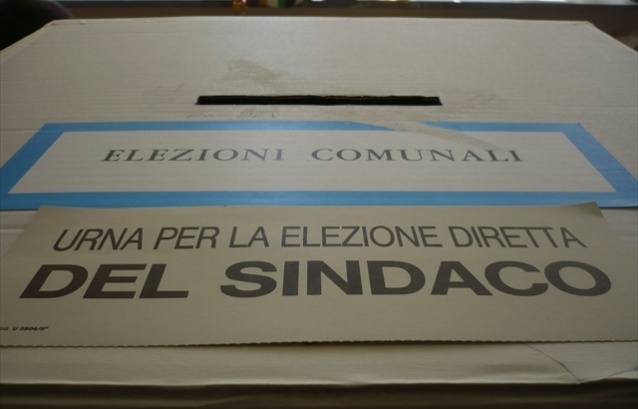 ELEZIONI COMUNALI
URNA PER LA ELEZIONE DIRETTA
DEL SINDACO